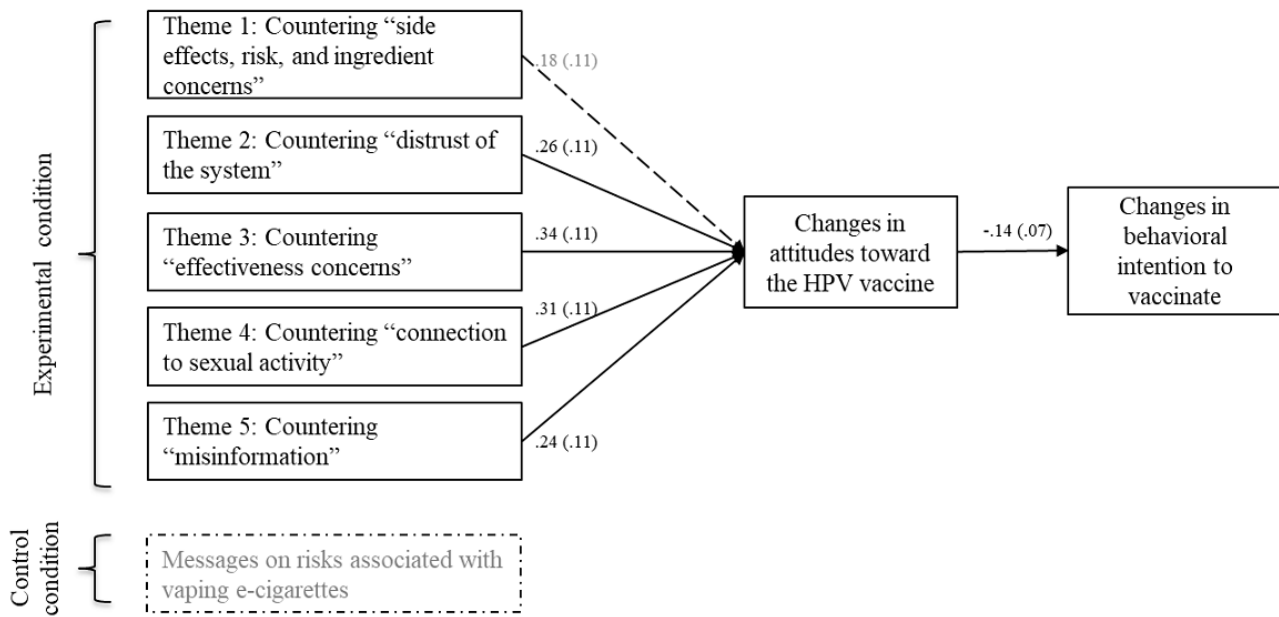 Experimental condition
Theme 1: Countering “side
effects, risk, and ingredient
concerns”
.18 (.11)
Theme 2: Countering “distrust of
the system”
.26 (.11)
Theme 3: Countering
“effectiveness concerns”
.34 (.11)
Theme 4: Countering “connection
to sexual activity”
.31 (.11)
Theme 5: Countering
“misinformation”
.24 (.11)
Changes in
attitudes toward
the HPV vaccine
-.14 (.07)
Changes in
behavioral
intention to
vaccinate
Control
condition
Messages on risks associated with
vaping e-cigarettes